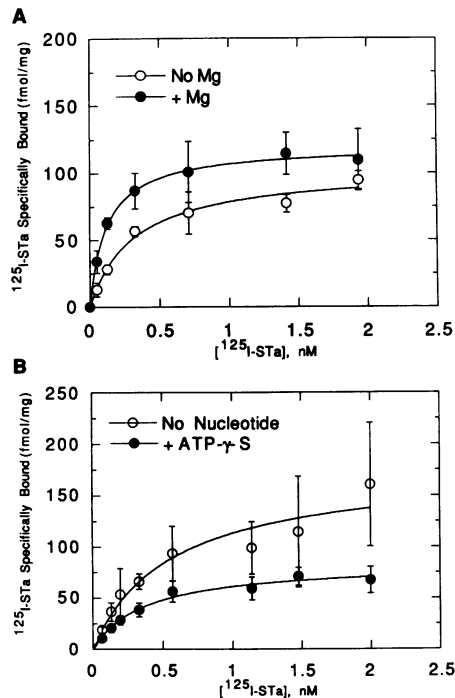 A
200
150
100
50
0
No Mg
+ Mg
¹²⁵I-STa Specifically Bound (fmol/mg)
0 0.5 1 1.5 2 2.5
[¹²⁵I-STa], nM
B
250
200
150
100
50
0
No Nucleotide
+ ATP-γ S
¹²⁵I-STa Specifically Bound (fmol/mg)
0 0.5 1 1.5 2 2.5
[¹²⁵I-STa], nM